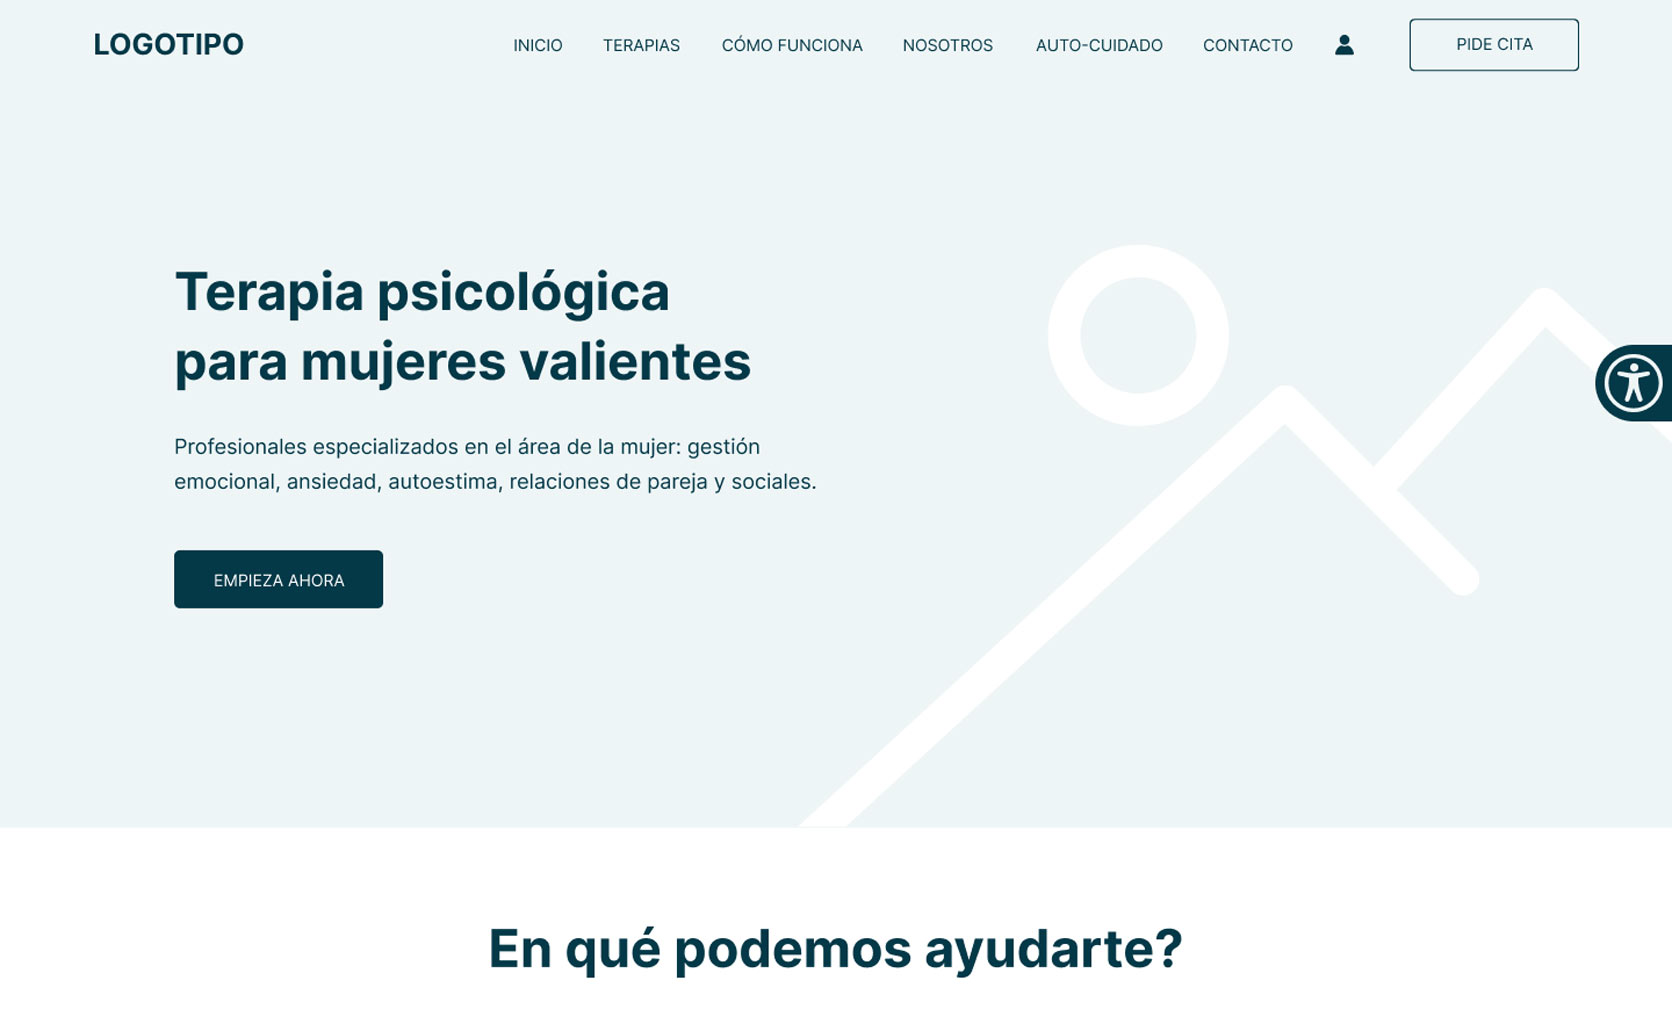 LOGOTIPO
INICIO TERAPIAS CÓMO FUNCIONA NOSOTROS AUTO-CUIDADO CONTACTO PIDE CITA
Terapia psicológica
para mujeres valientes
Profesionales especializados en el área de la mujer: gestión
emocional, ansiedad, autoestima, relaciones de pareja y sociales.
EMPIEZA AHORA
En qué podemos ayudarte?